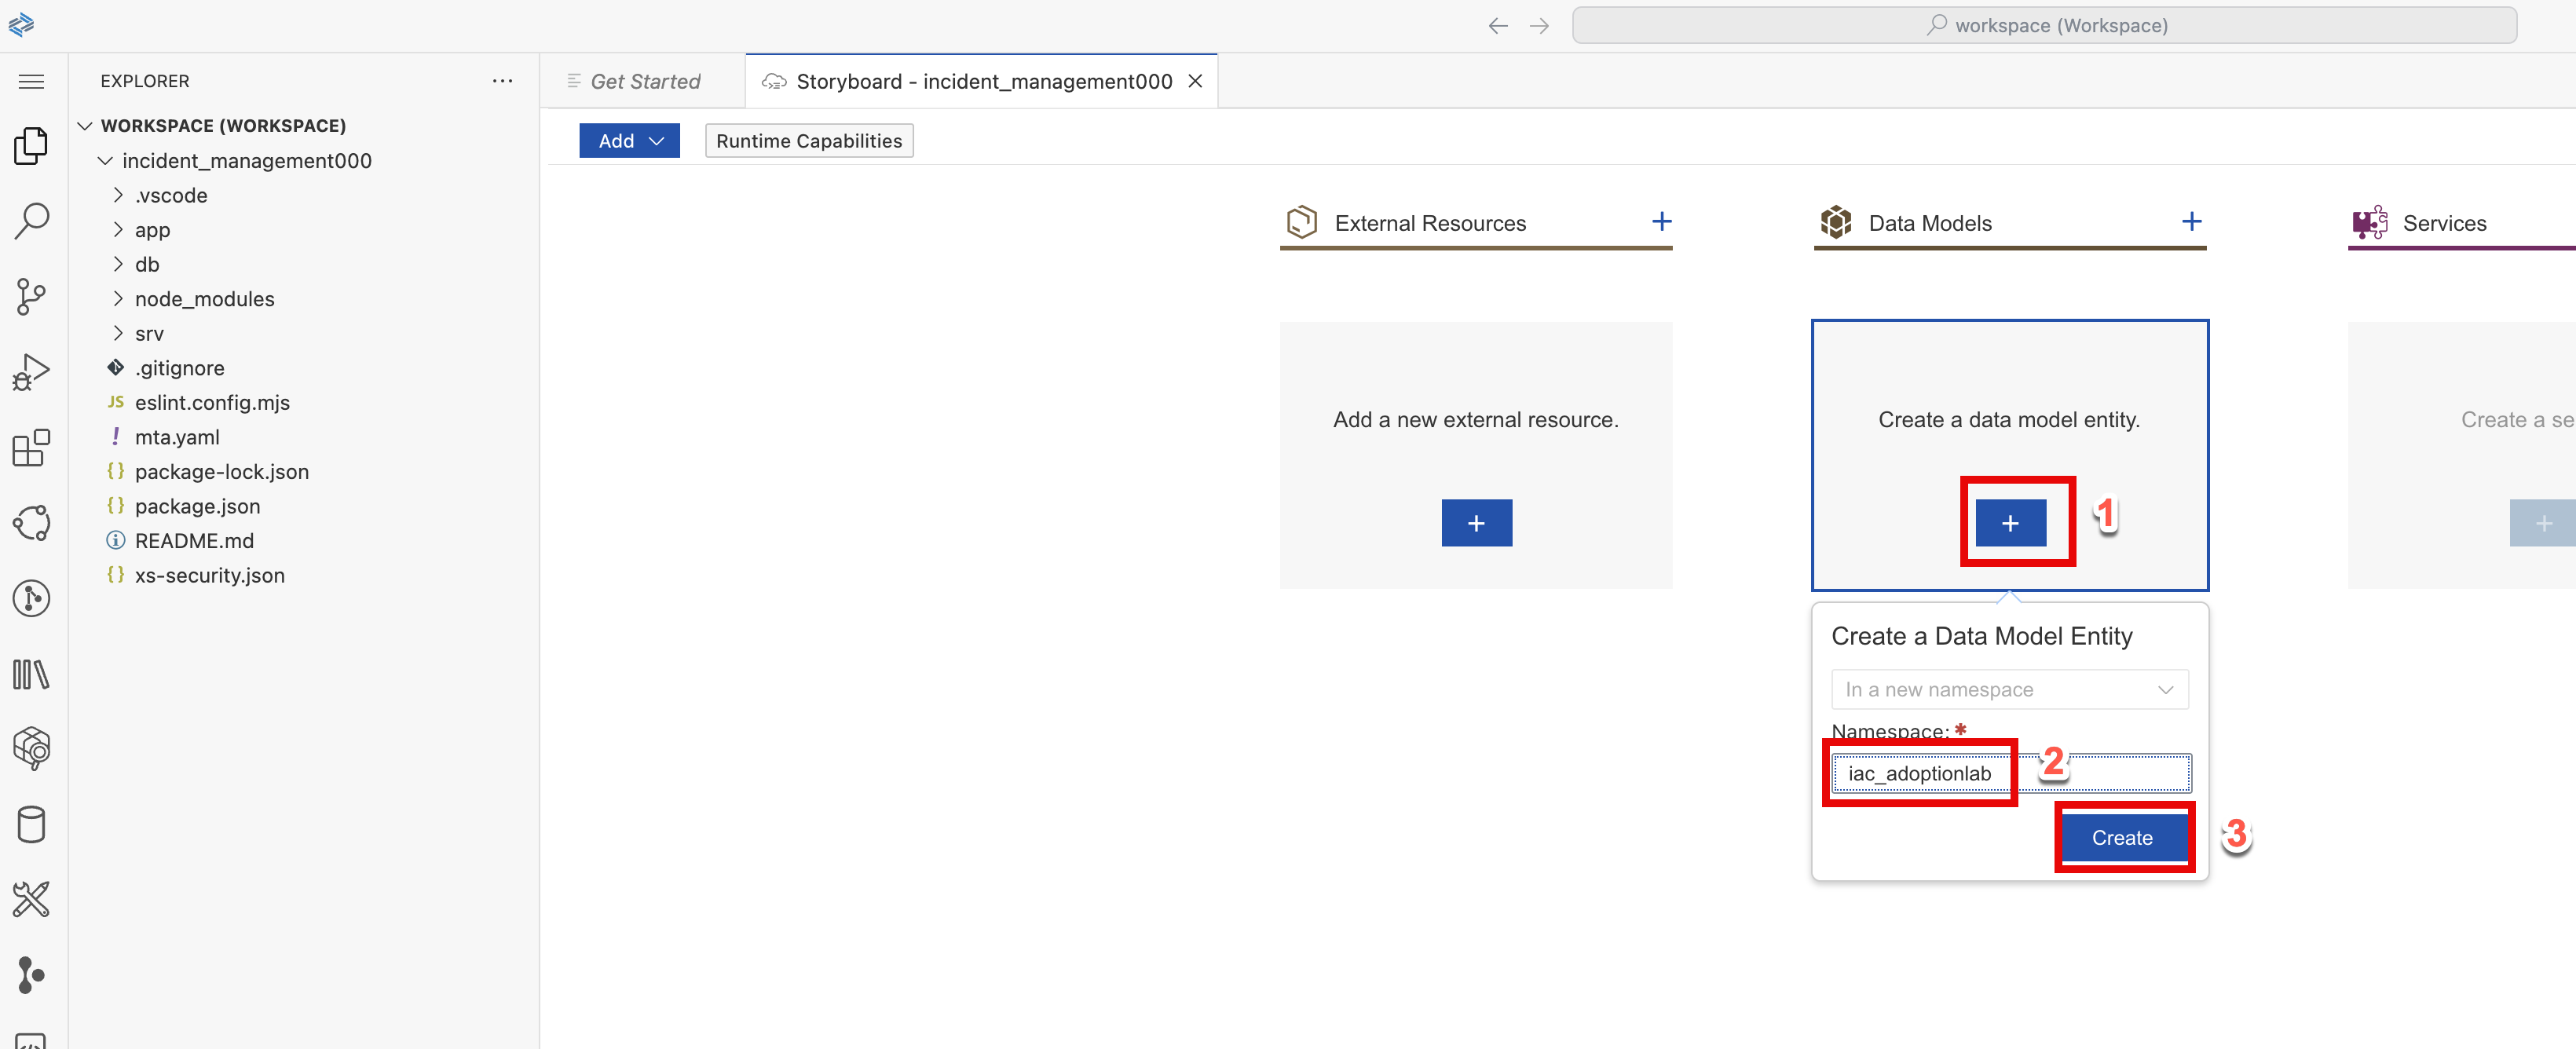 workspace (Workspace)
EXPLORER
Get Started
Storyboard - incident_management000
WORKSPACE (WORKSPACE)
incident_management000
.vscode
app
db
node_modules
srv
.gitignore
JS eslint.config.mjs
! mta.yaml
{} package-lock.json
{} package.json
README.md
{} xs-security.json
Add
Runtime Capabilities
External Resources +
Data Models +
Services
Add a new external resource.
+
Create a data model entity.
+
1
Create a se
+
Create a Data Model Entity
In a new namespace
Namespace: *
iac_adoptionlab
2
Create
3